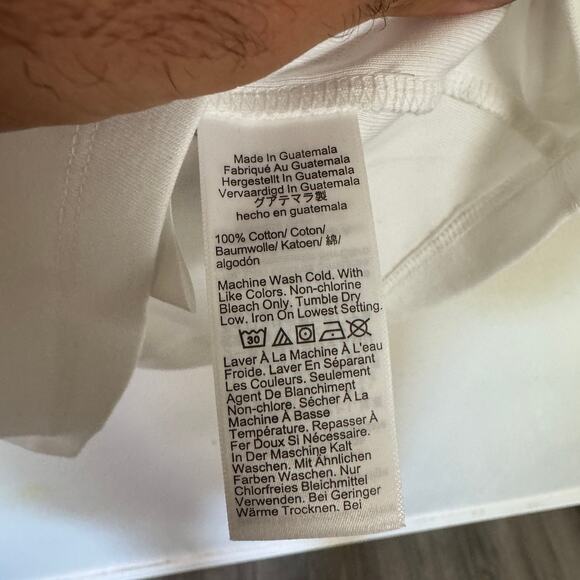 Made In Guatemala
Fabriqué Au Guatemala
Hergestellt In Guatemala
Vervaardigd In Guatemala
グアテマラ製
hecho en guatemala
100% Cotton/ Coton/
Baumwolle/ Katoen/ 綿/
algodón
Machine Wash Cold. With
Like Colors. Non-chlorine
Bleach Only. Tumble Dry
Low. Iron On Lowest Setting.
30
Laver À La Machine À L'eau
Froide. Laver En Séparant
Les Couleurs. Seulement
Agent De Blanchiment
Non-chlore. Sécher À La
Machine À Basse
Température. Repasser À
Fer Doux Si Nécessaire.
In Der Maschine Kalt
Waschen. Mit Ähnlichen
Farben Waschen. Nur
Chlorfreies Bleichmittel
Verwenden. Bei Geringer
Wärme Trocknen. Bei